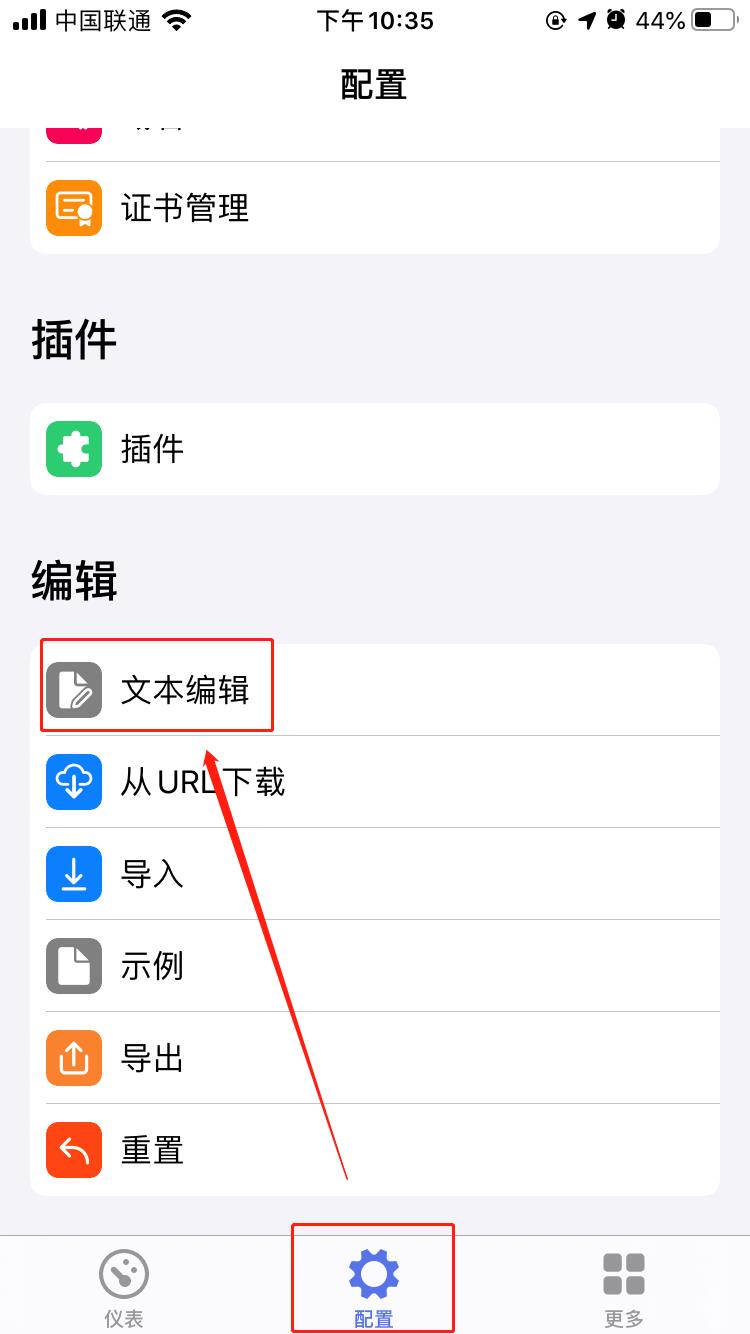 中国联通
下午10:35
44%
配置
证书管理
插件
插件
编辑
文本编辑
从URL下载
导入
示例
导出
重置
仪表
配置
更多